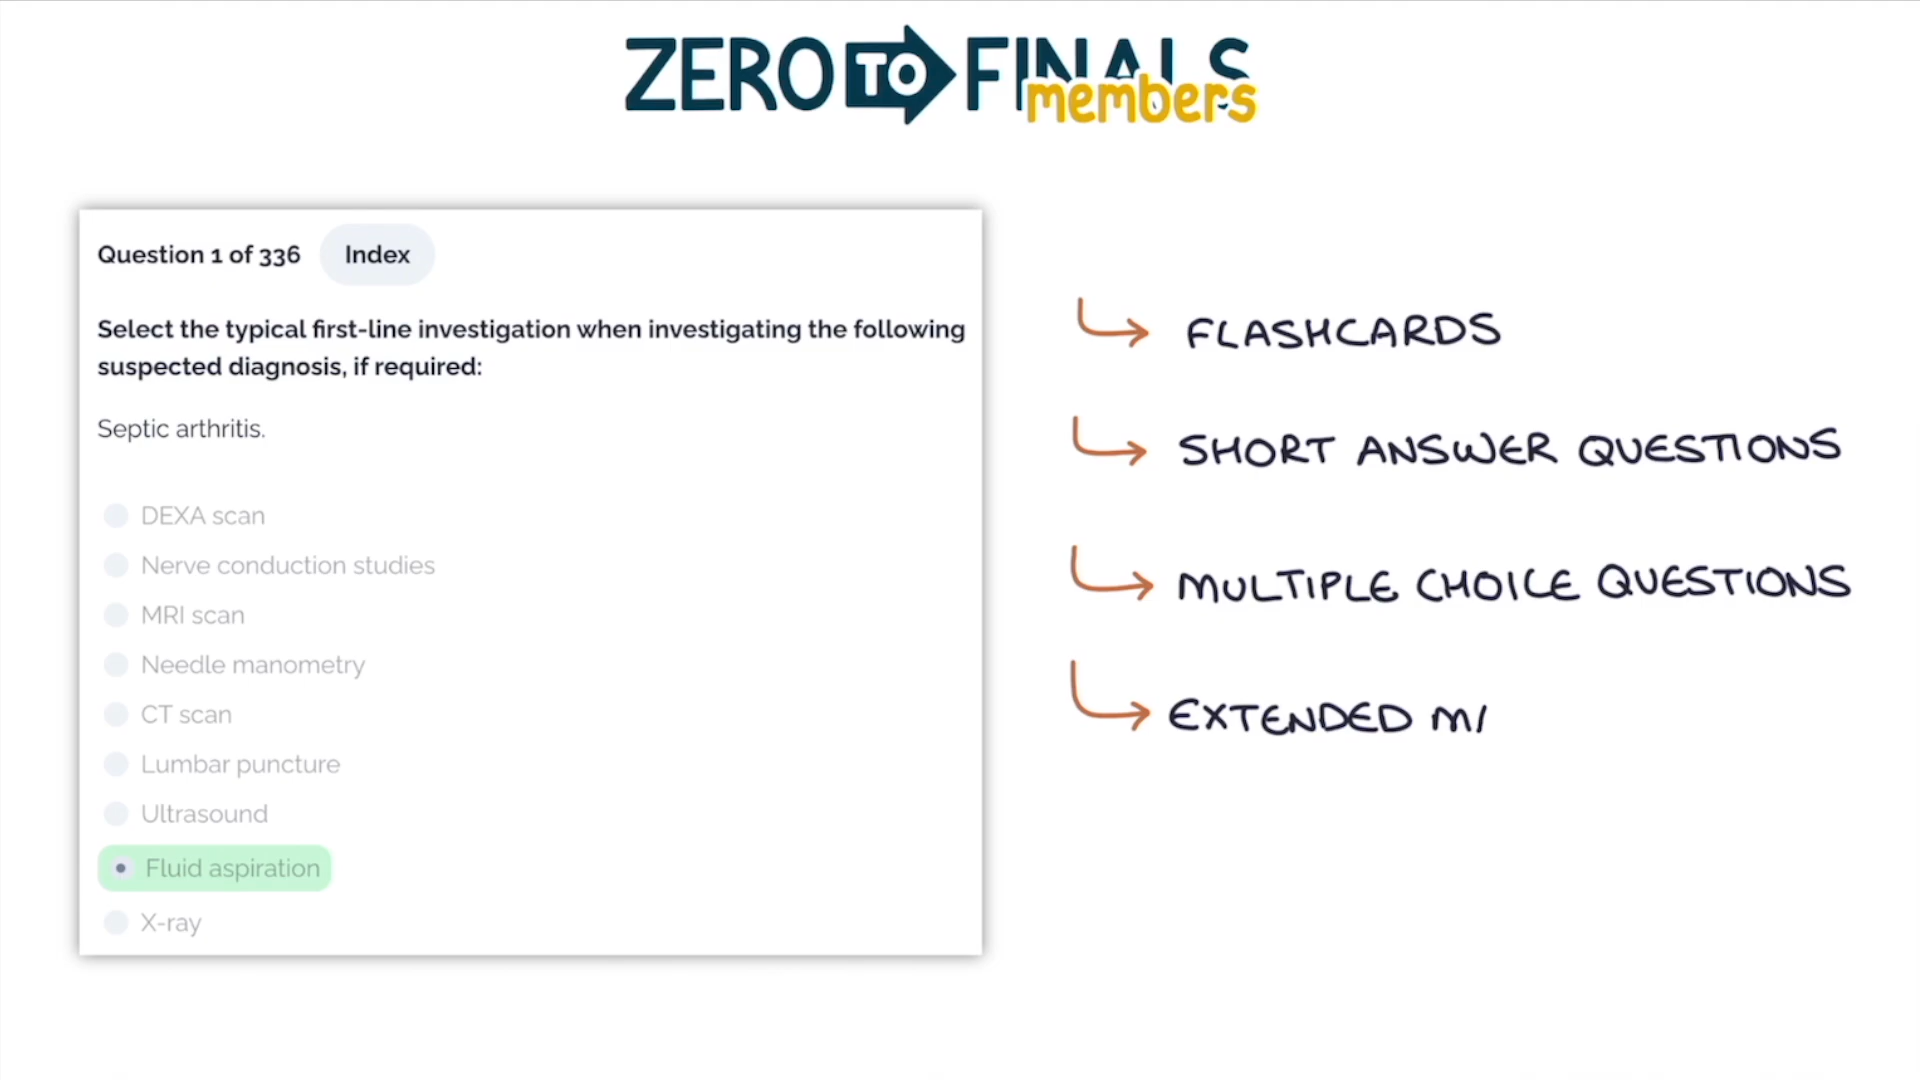 ZERO TO FINALS
members
Question 1 of 336 Index
Select the typical first-line investigation when investigating the following
suspected diagnosis, if required:
Septic arthritis.
DEXA scan
Nerve conduction studies
MRI scan
Needle manometry
CT scan
Lumbar puncture
Ultrasound
Fluid aspiration
X-ray
FLASHCARDS
SHORT ANSWER QUESTIONS
MULTIPLE CHOICE QUESTIONS
EXTENDED